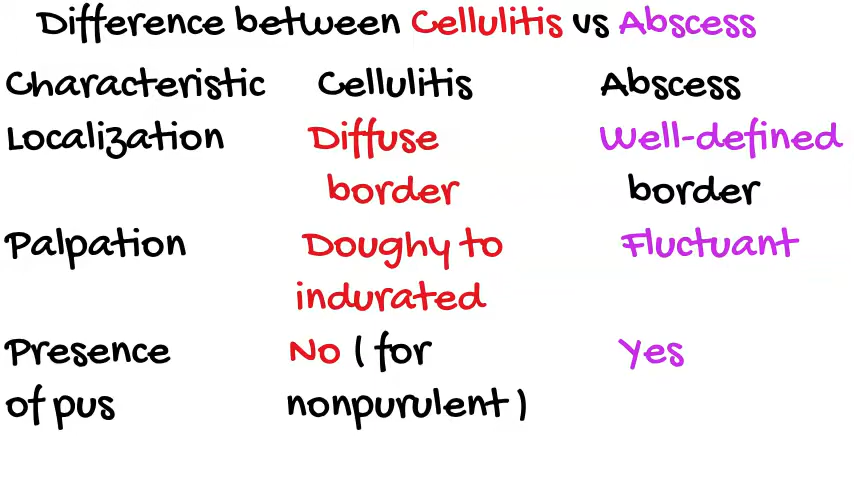 Difference between Cellulitis vs Abscess
Characteristic Cellulitis Abscess
Localization Diffuse Well-defined
border border
Palpation Doughy to Fluctuant
indurated
Presence No ( for Yes
of pus nonpurulent )